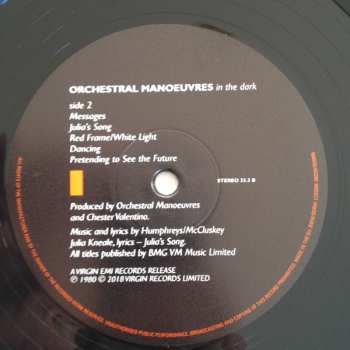 ORCHESTRAL MANOEUVRES in the dark
side 2
Messages
Julia's Song
Red Frame/White Light
Dancing
Pretending to See the Future
STEREO 33.3 B
Produced by Orchestral Manoeuvres
and Chester Valentino.
Music and lyrics by Humphreys/McCluskey
Julia Kneale, lyrics – Julia's Song.
All titles published by BMG VM Music Limited
A VIRGIN EMI RECORDS RELEASE
℗ 1980 © 2018 VIRGIN RECORDS LIMITED